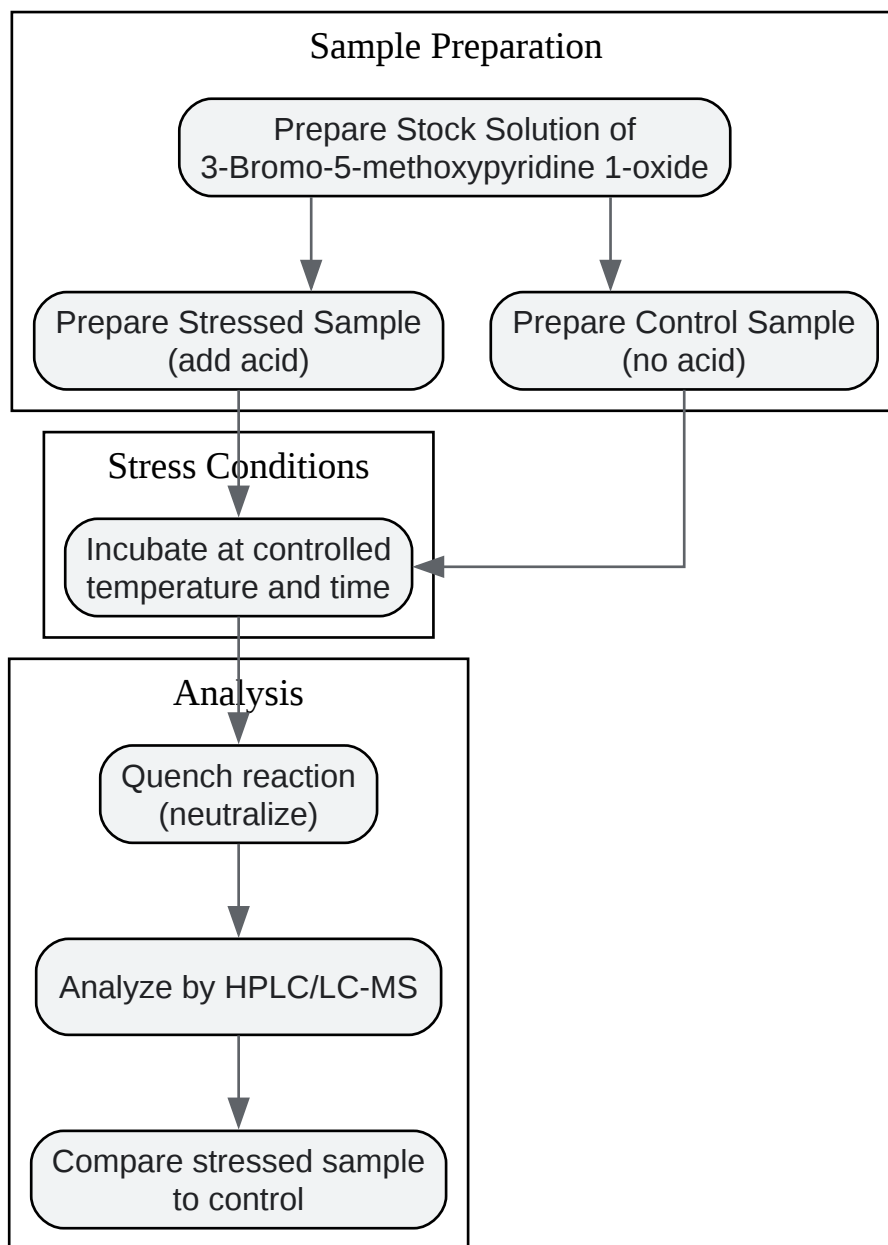 Sample Preparation
Prepare Stock Solution of
3-Bromo-5-methoxypyridine 1-oxide
Prepare Stressed Sample
(add acid)
Prepare Control Sample
(no acid)
Stress Conditions
Incubate at controlled
temperature and time
Analysis
Quench reaction
(neutralize)
Analyze by HPLC/LC-MS
Compare stressed sample
to control